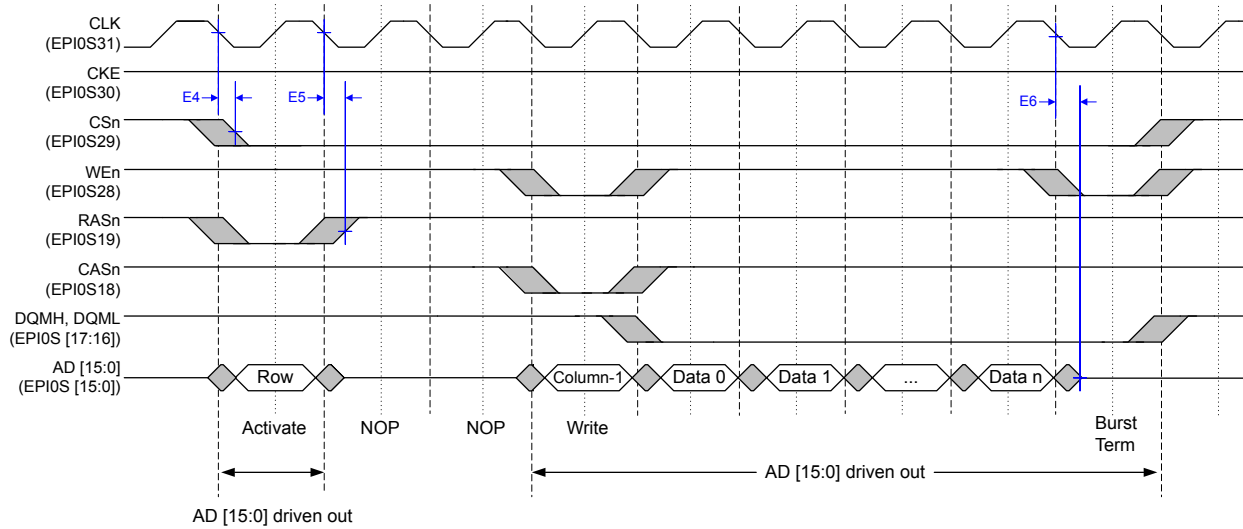 CLK
(EPI0S31)
CKE
(EPI0S30)
E4
E5
E6
CSn
(EPI0S29)
WEn
(EPI0S28)
RASn
(EPI0S19)
CASn
(EPI0S18)
DQMH, DQML
(EPI0S [17:16])
AD [15:0]
(EPI0S [15:0])
Row
Column-1
Data 0
Data 1
...
Data n
Activate
NOP
NOP
Write
Burst
Term
AD [15:0] driven out
AD [15:0] driven out